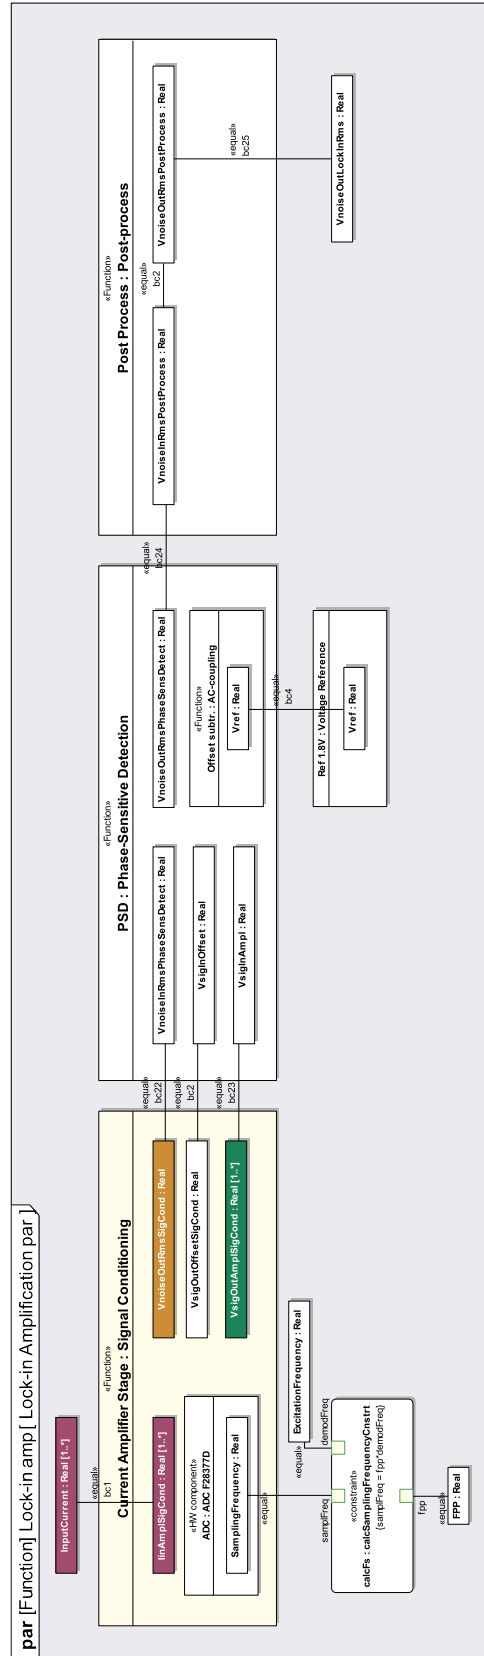 par [Function] Lock-in amp [ Lock-in Amplification par ]
InputCurrent : Real [1..*]
«equal»
bc1
«Function»
Current Amplifier Stage : Signal Conditioning
IinAmplSigCond : Real [1..*]
VnoiseOutRmsSigCond : Real
VsigOutOffsetSigCond : Real
VsigOutAmplSigCond : Real [1..*]
«HW component»
ADC : ADC F28377D
SamplingFrequency : Real
«equal»
ExcitationFrequency : Real
«equal»
samplFreq
demodFreq
«constraint»
calcFs : calcSamplingFrequencyCnstrt
{samplFreq = fpp*demodFreq}
fpp
«equal»
FPP : Real
«equal»
bc22
«equal»
bc2
«equal»
bc23
«Function»
PSD : Phase-Sensitive Detection
VnoiseInRmsPhaseSensDetect : Real
VsigInOffset : Real
VsigInAmpl : Real
VnoiseOutRmsPhaseSensDetect : Real
«Function»
Offset subtr. : AC-coupling
Vref : Real
«equal»
bc4
Ref 1.8V : Voltage Reference
Vref : Real
«equal»
bc24
«Function»
Post Process : Post-process
VnoiseInRmsPostProcess : Real
«equal»
bc2
VnoiseOutRmsPostProcess : Real
«equal»
bc25
VnoiseOutLockInRms : Real